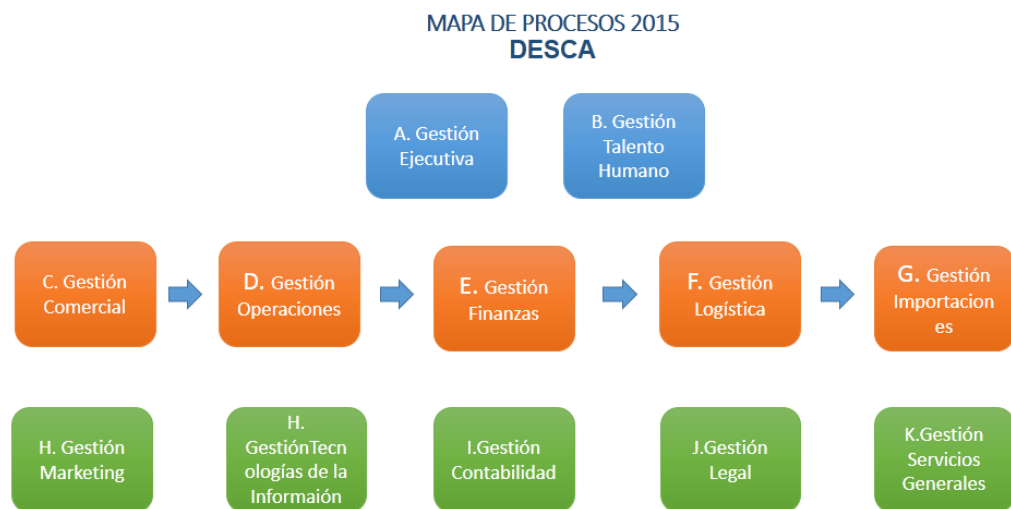 MAPA DE PROCESOS 2015
DESCA
A. Gestión
Ejecutiva
B. Gestión
Talento
Humano
C. Gestión
Comercial
D. Gestión
Operaciones
E. Gestión
Finanzas
F. Gestión
Logística
G. Gestión
Importacion
es
H. Gestión
Marketing
H.
GestiónTecn
ologías de la
Informaión
I.Gestión
Contabilidad
J.Gestión
Legal
K.Gestión
Servicios
Generales